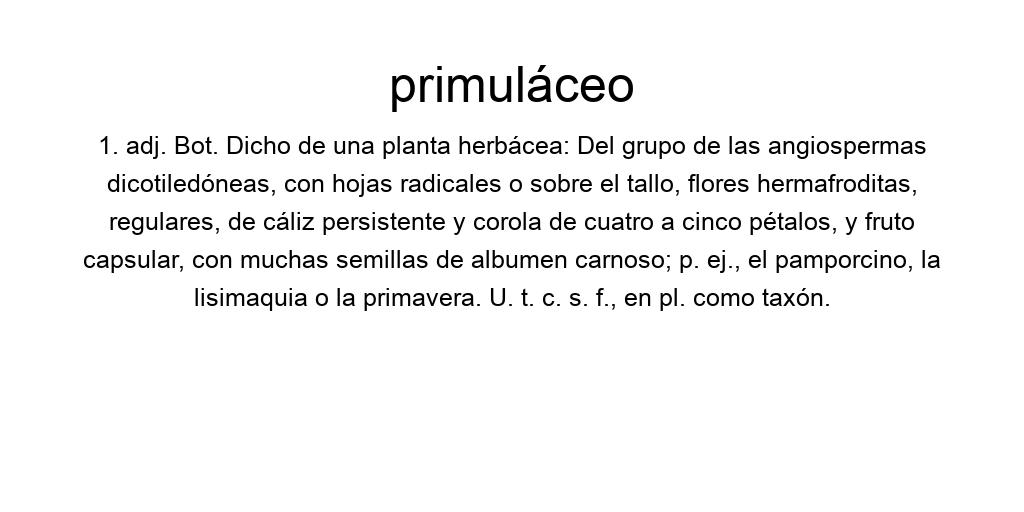 primuláceo
1. adj. Bot. Dicho de una planta herbácea: Del grupo de las angiospermas
dicotiledóneas, con hojas radicales o sobre el tallo, flores hermafroditas,
regulares, de cáliz persistente y corola de cuatro a cinco pétalos, y fruto
capsular, con muchas semillas de albumen carnoso; p. ej., el pamporcino, la
lisimaquia o la primavera. U. t. c. s. f., en pl. como taxón.